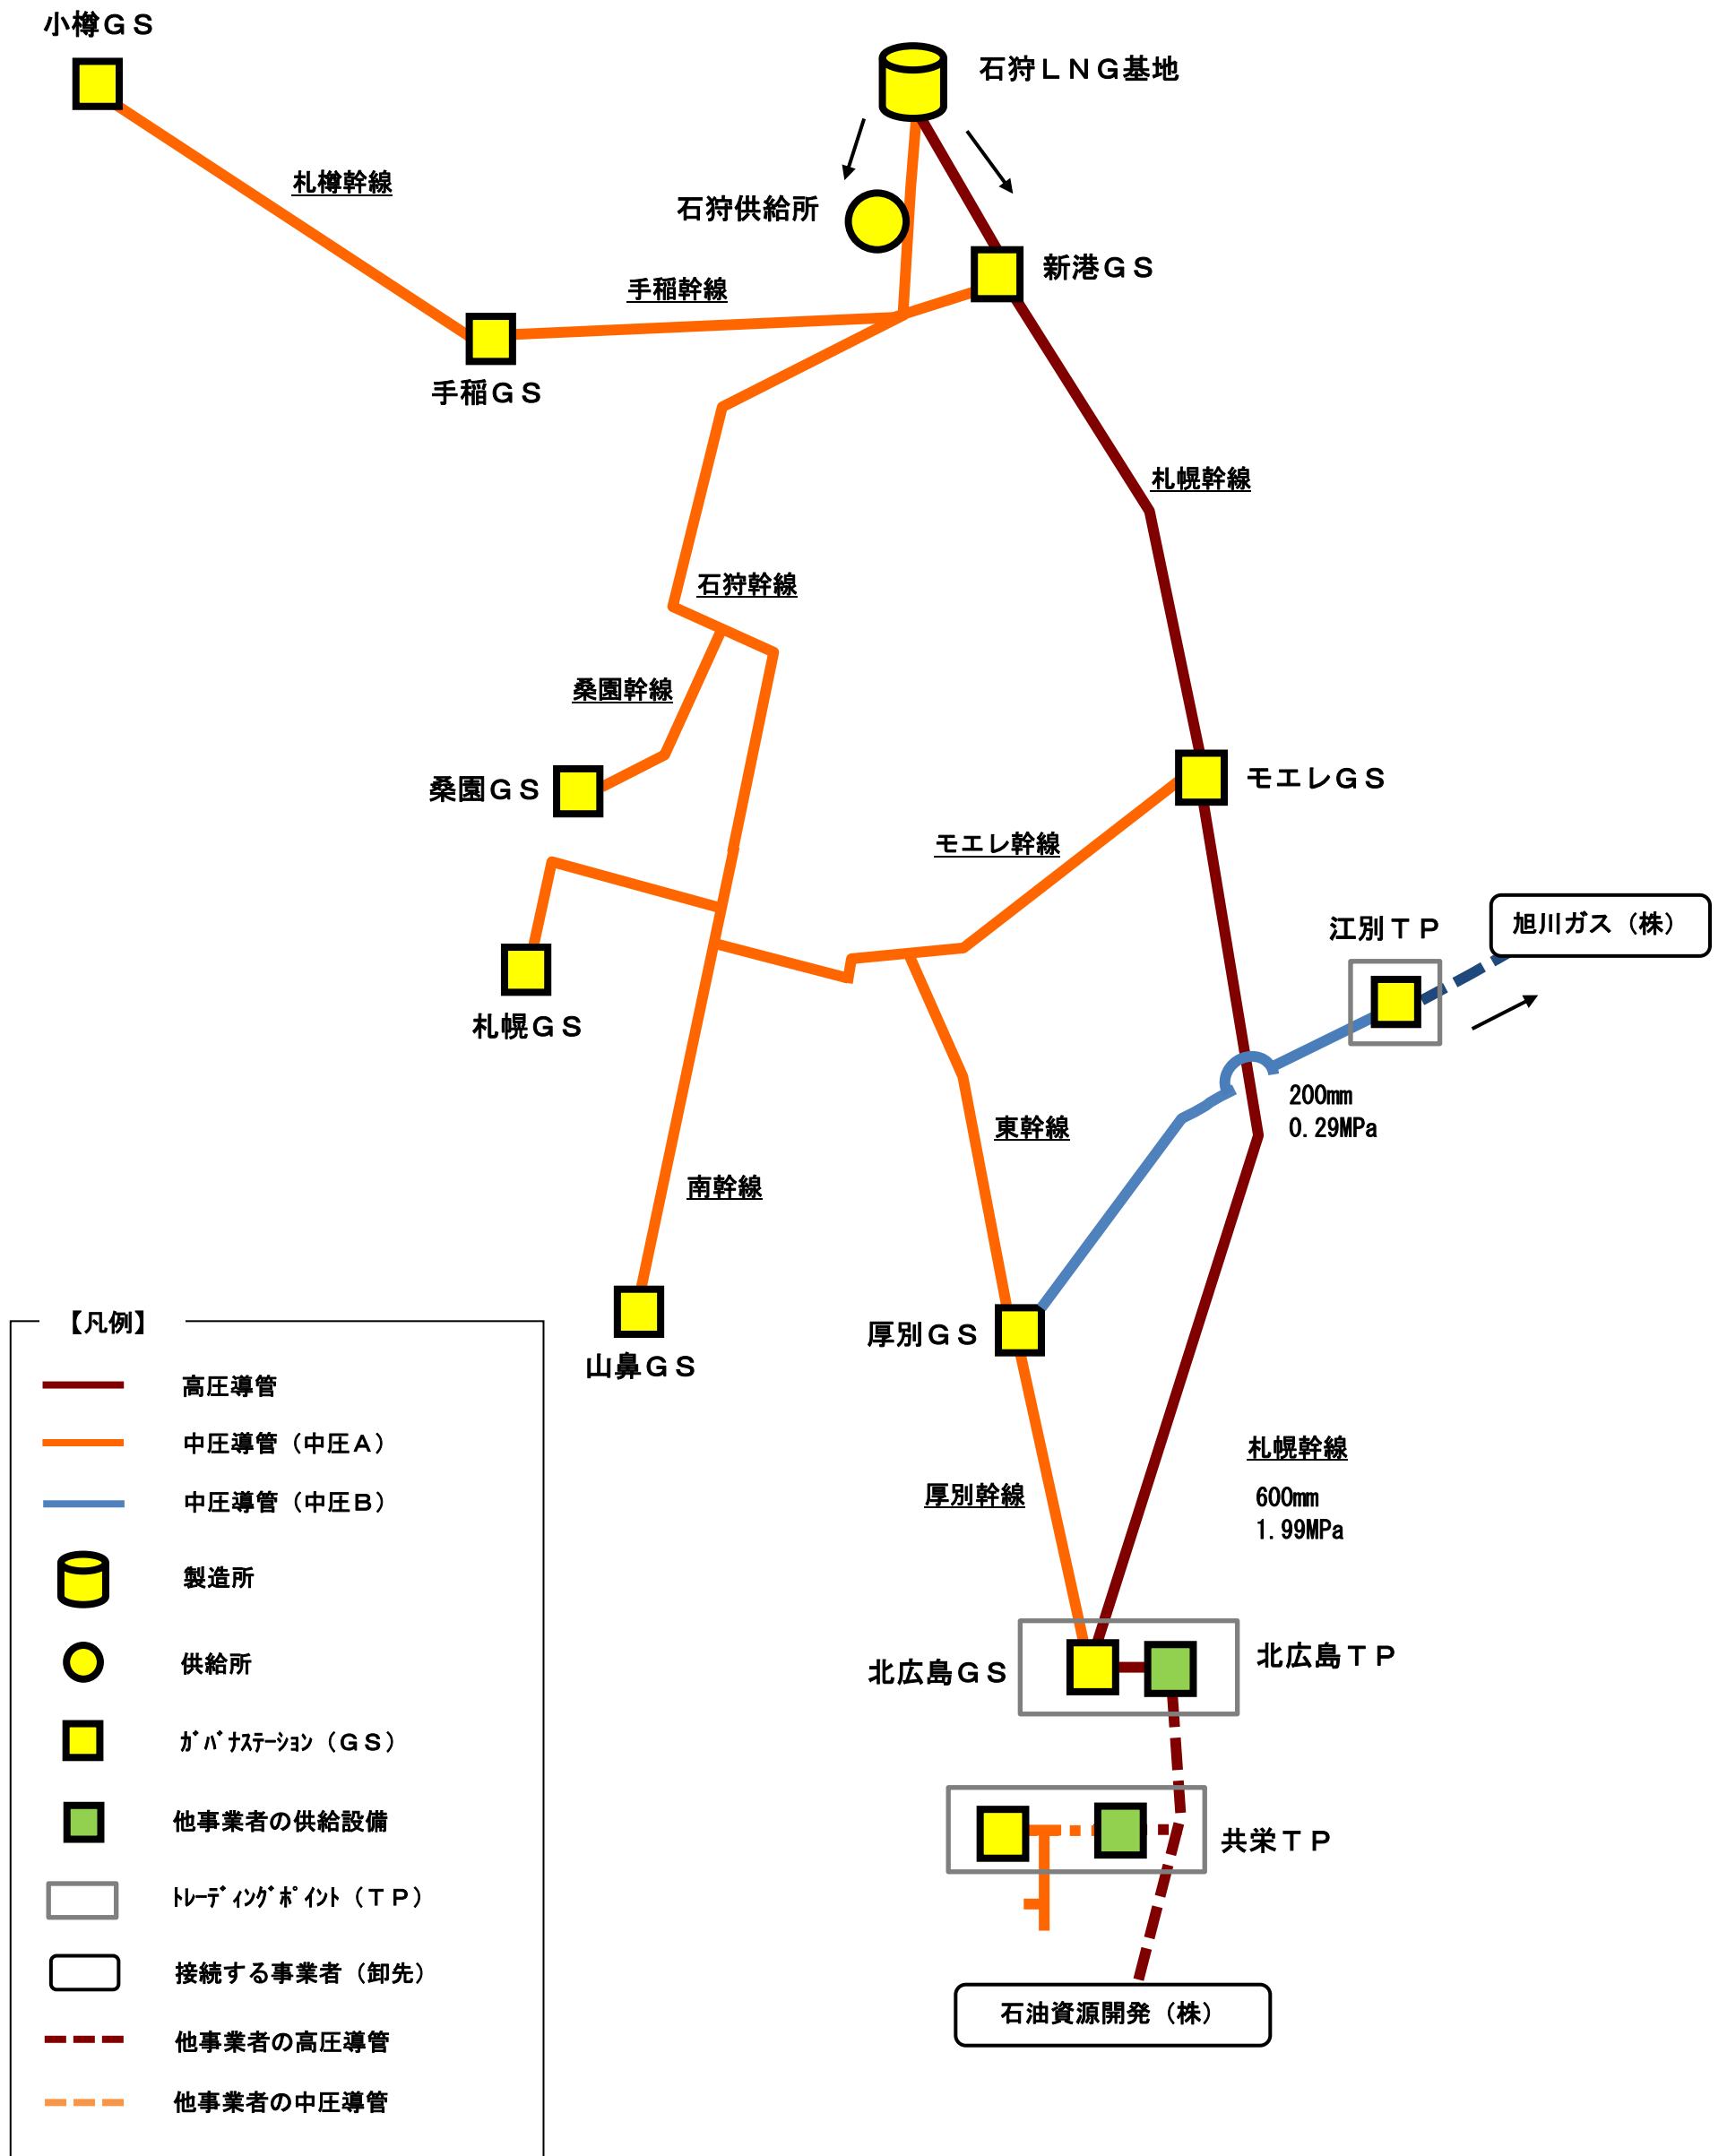 小樽ＧＳ
石狩ＬＮＧ基地
札樽幹線
石狩供給所
新港ＧＳ
手稲幹線
手稲ＧＳ
札幌幹線
石狩幹線
桑園幹線
桑園ＧＳ
モエレＧＳ
モエレ幹線
江別ＴＰ
旭川ガス（株）
札幌ＧＳ
200mm
0.29MPa
東幹線
南幹線
厚別ＧＳ
山鼻ＧＳ
札幌幹線
600mm
1.99MPa
厚別幹線
北広島ＧＳ
北広島ＴＰ
共栄ＴＰ
石油資源開発（株）
【凡例】
高圧導管
中圧導管（中圧Ａ）
中圧導管（中圧Ｂ）
製造所
供給所
ｶﾞﾊﾞﾅｽﾃｰｼｮﾝ（ＧＳ）
他事業者の供給設備
ﾄﾚｰﾃﾞｨﾝｸﾞﾎﾟｲﾝﾄ（ＴＰ）
接続する事業者（卸先）
他事業者の高圧導管
他事業者の中圧導管